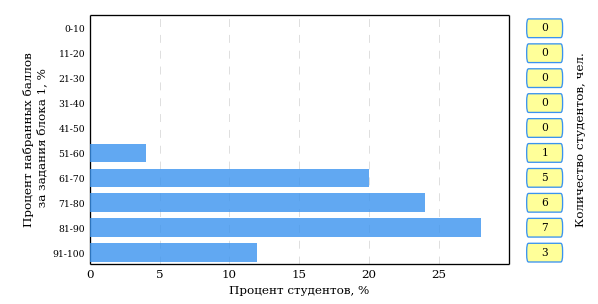 Процент набранных баллов
за задания блока 1, %
0-10 0
11-20 0
21-30 0
31-40 0
41-50 0
51-60 1
61-70 5
71-80 6
81-90 7
91-100 3
0 5 10 15 20 25
Процент студентов, %
Количество студентов, чел.